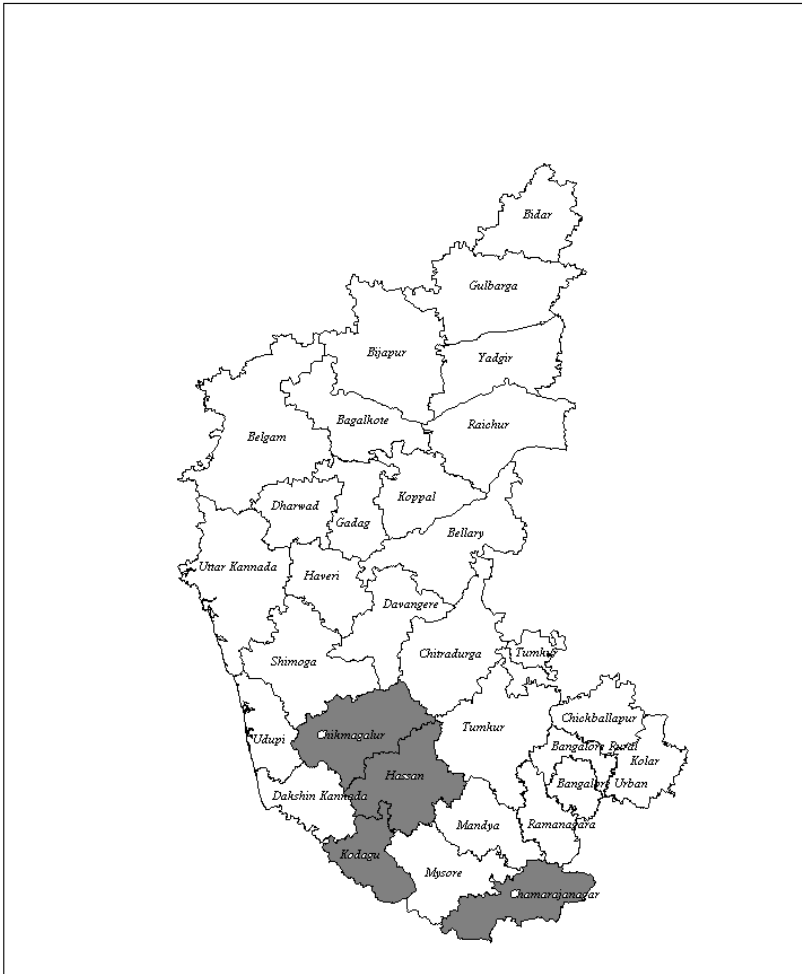 Bidar
Gulbarga
Bijapur
Yadgir
Bagalkote
Raichur
Belgam
Koppal
Dharwad
Gadag
Bellary
Uttar Kannada
Haveri
Davangere
Shimoga
Chitradurga
Tumkur
Chickballapur
Tumkur
Chikmagalur
Udupi
Bangalore Rural
Kolar
Hassan
Bangalore Urban
Dakshin Kannada
Mandya
Ramanagara
Kodagu
Mysore
Chamarajanagar